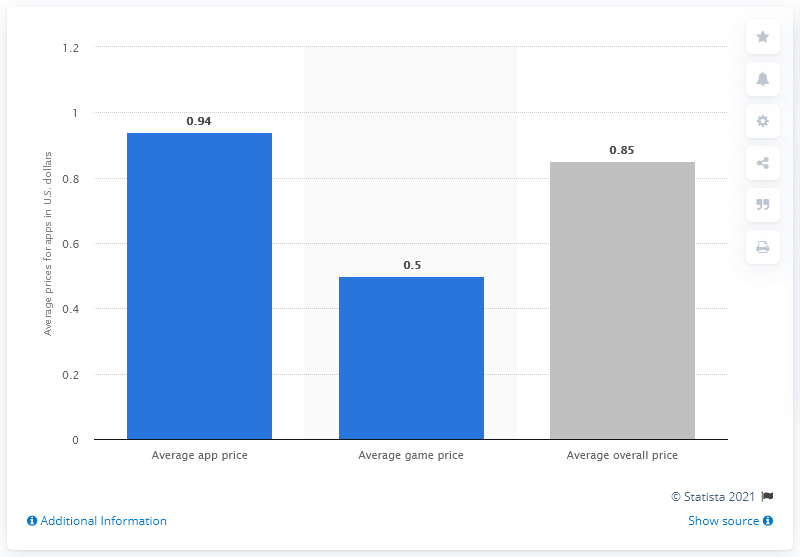 1.2
1
0.8
0.6
0.4
0.2
0
Average prices for apps in U.S. dollars
0.94
0.5
0.85
Average app price
Average game price
Average overall price
© Statista 2021
Additional Information
Show source